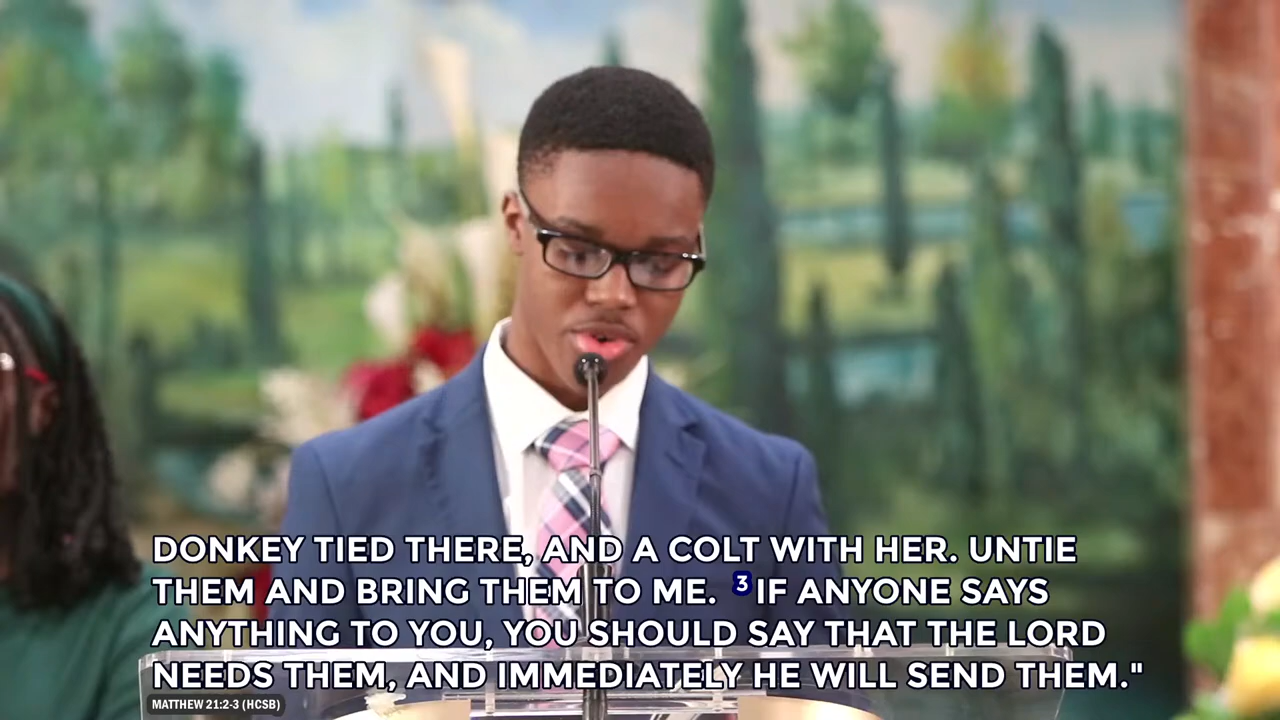 DONKEY TIED THERE, AND A COLT WITH HER. UNTIE
THEM AND BRING THEM TO ME. 3 IF ANYONE SAYS
ANYTHING TO YOU, YOU SHOULD SAY THAT THE LORD
NEEDS THEM, AND IMMEDIATELY HE WILL SEND THEM."
MATTHEW 21:2-3 (HCSB)